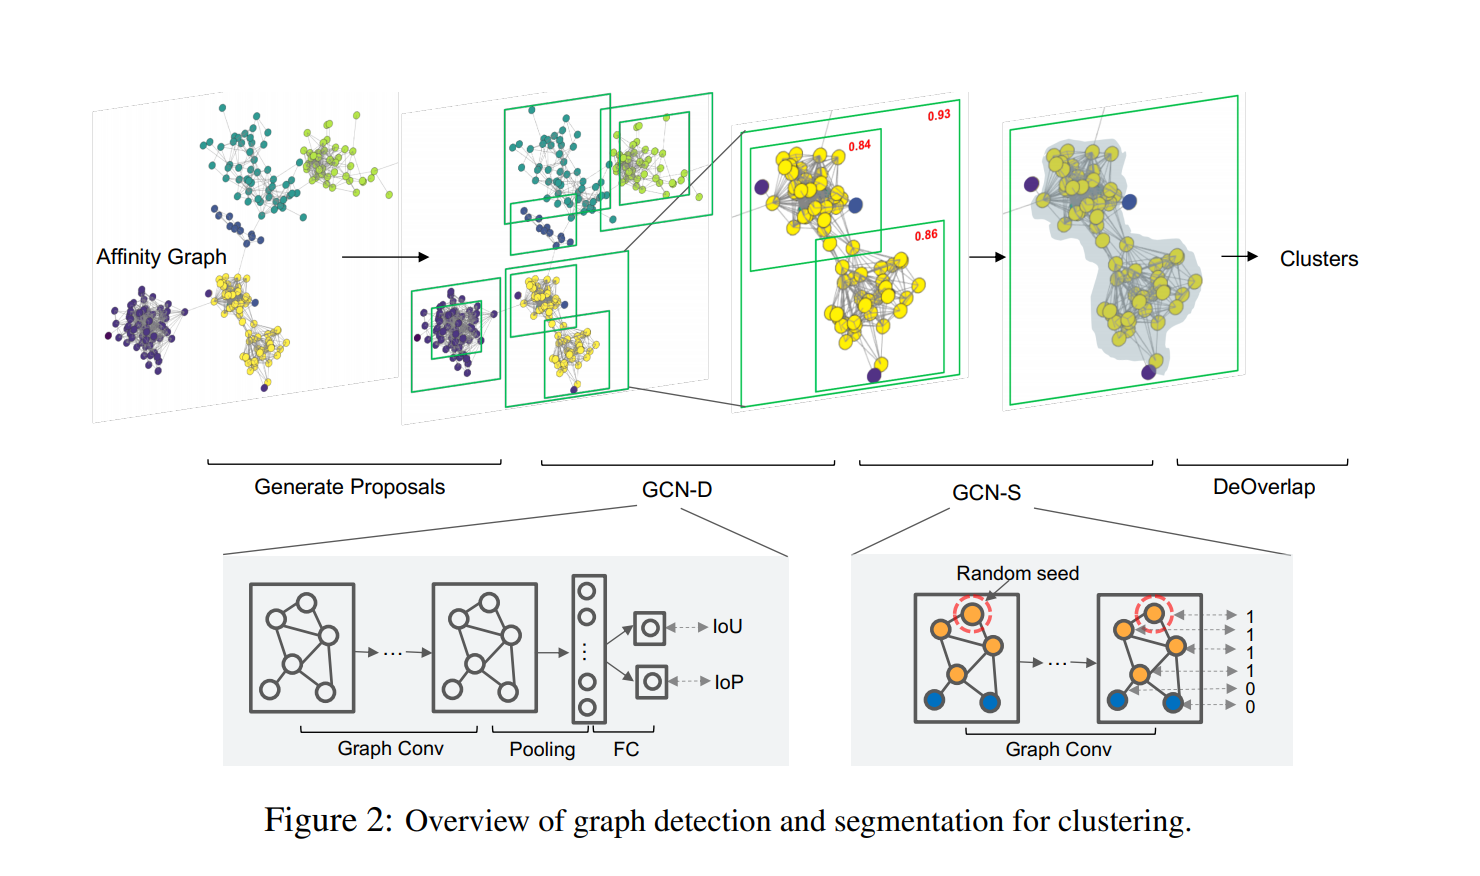 0.93
0.84
0.86
Affinity Graph
Clusters
Generate Proposals
GCN-D
GCN-S
DeOverlap
Random seed
IoU
IoP
...
...
1
1
1
1
0
0
Graph Conv
Pooling
FC
Graph Conv
Figure 2: Overview of graph detection and segmentation for clustering.